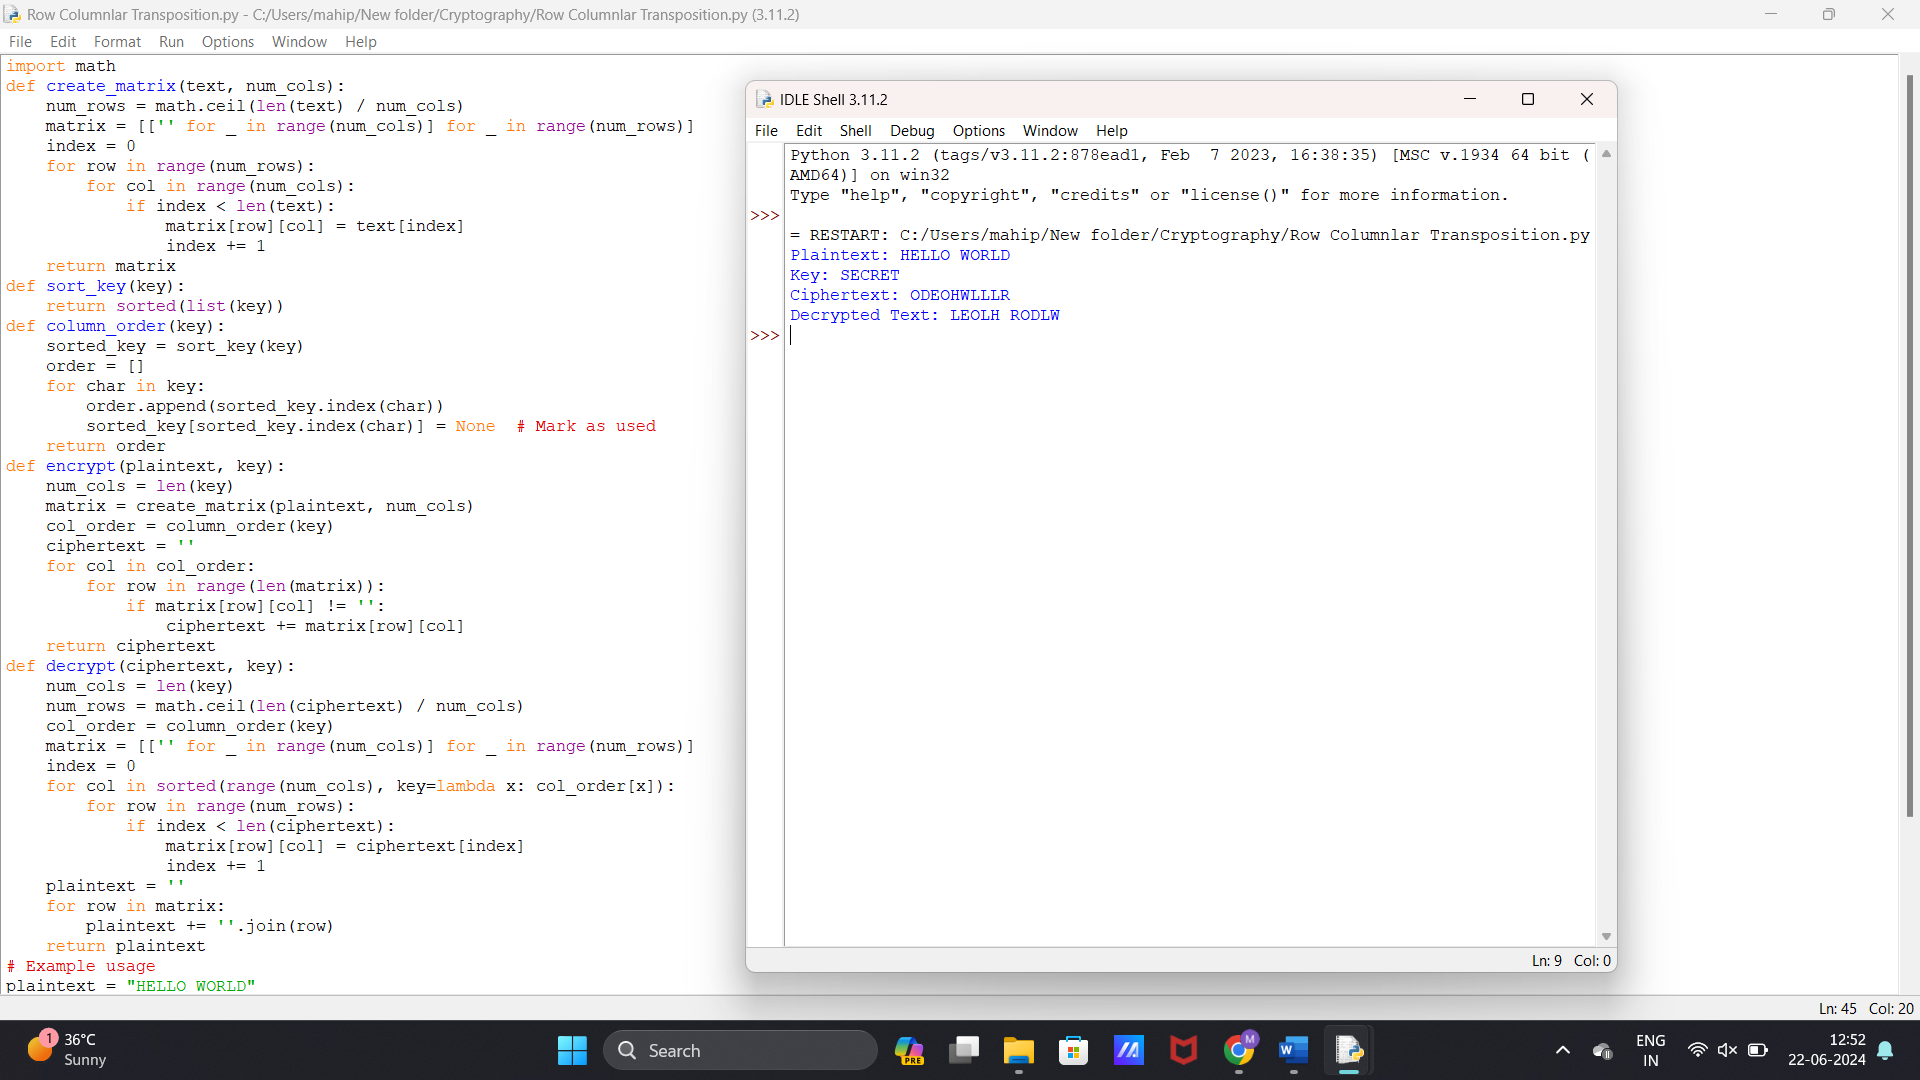 Row Columnlar Transposition.py - C:/Users/mahip/New folder/Cryptography/Row Columnlar Transposition.py (3.11.2)
File Edit Format Run Options Window Help
import math
def create_matrix(text, num_cols):
    num_rows = math.ceil(len(text) / num_cols)
    matrix = [['' for _ in range(num_cols)] for _ in range(num_rows)]
    index = 0
    for row in range(num_rows):
        for col in range(num_cols):
            if index < len(text):
                matrix[row][col] = text[index]
                index += 1
    return matrix
def sort_key(key):
    return sorted(list(key))
def column_order(key):
    sorted_key = sort_key(key)
    order = []
    for char in key:
        order.append(sorted_key.index(char))
        sorted_key[sorted_key.index(char)] = None  # Mark as used
    return order
def encrypt(plaintext, key):
    num_cols = len(key)
    matrix = create_matrix(plaintext, num_cols)
    col_order = column_order(key)
    ciphertext = ''
    for col in col_order:
        for row in range(len(matrix)):
            if matrix[row][col] != '':
                ciphertext += matrix[row][col]
    return ciphertext
def decrypt(ciphertext, key):
    num_cols = len(key)
    num_rows = math.ceil(len(ciphertext) / num_cols)
    col_order = column_order(key)
    matrix = [['' for _ in range(num_cols)] for _ in range(num_rows)]
    index = 0
    for col in sorted(range(num_cols), key=lambda x: col_order[x]):
        for row in range(num_rows):
            if index < len(ciphertext):
                matrix[row][col] = ciphertext[index]
                index += 1
    plaintext = ''
    for row in matrix:
        plaintext += ''.join(row)
    return plaintext
# Example usage
plaintext = "HELLO WORLD"
Ln: 45 Col: 20
IDLE Shell 3.11.2
File Edit Shell Debug Options Window Help
Python 3.11.2 (tags/v3.11.2:878ead1, Feb  7 2023, 16:38:35) [MSC v.1934 64 bit (
AMD64)] on win32
Type "help", "copyright", "credits" or "license()" for more information.
>>>
= RESTART: C:/Users/mahip/New folder/Cryptography/Row Columnlar Transposition.py
Plaintext: HELLO WORLD
Key: SECRET
Ciphertext: ODEOHWLLLR
Decrypted Text: LEOLH RODLW
>>>
Ln: 9 Col: 0
1
36°C
Sunny
Search
PRE
M
W
ENG
IN
12:52
22-06-2024